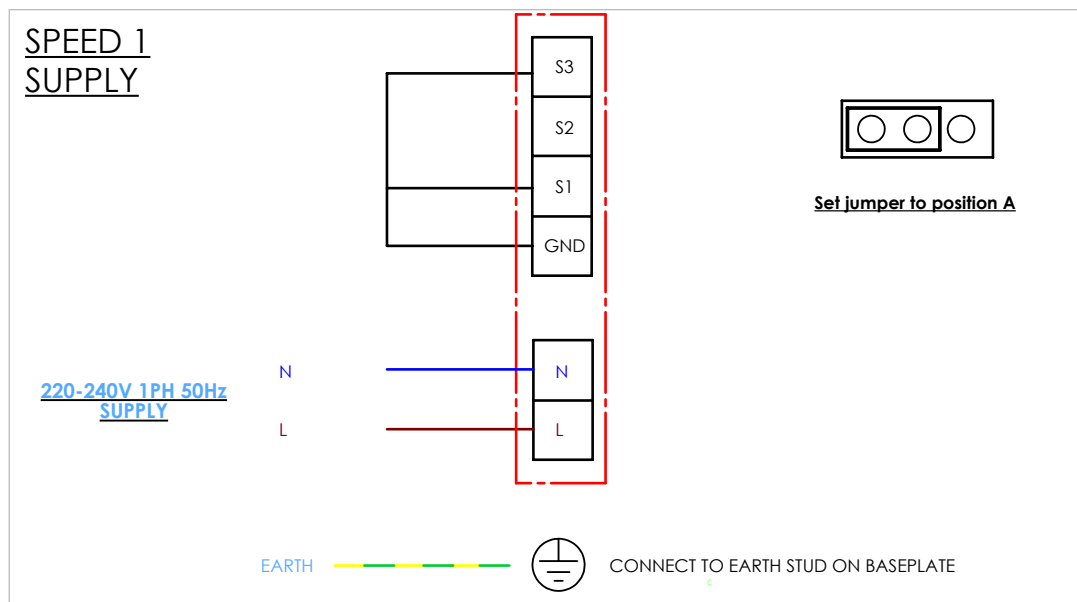 SPEED 1
SUPPLY
S3
S2
S1
GND
Set jumper to position A
220-240V 1PH 50Hz
SUPPLY
N
N
L
L
EARTH
CONNECT TO EARTH STUD ON BASEPLATE
c